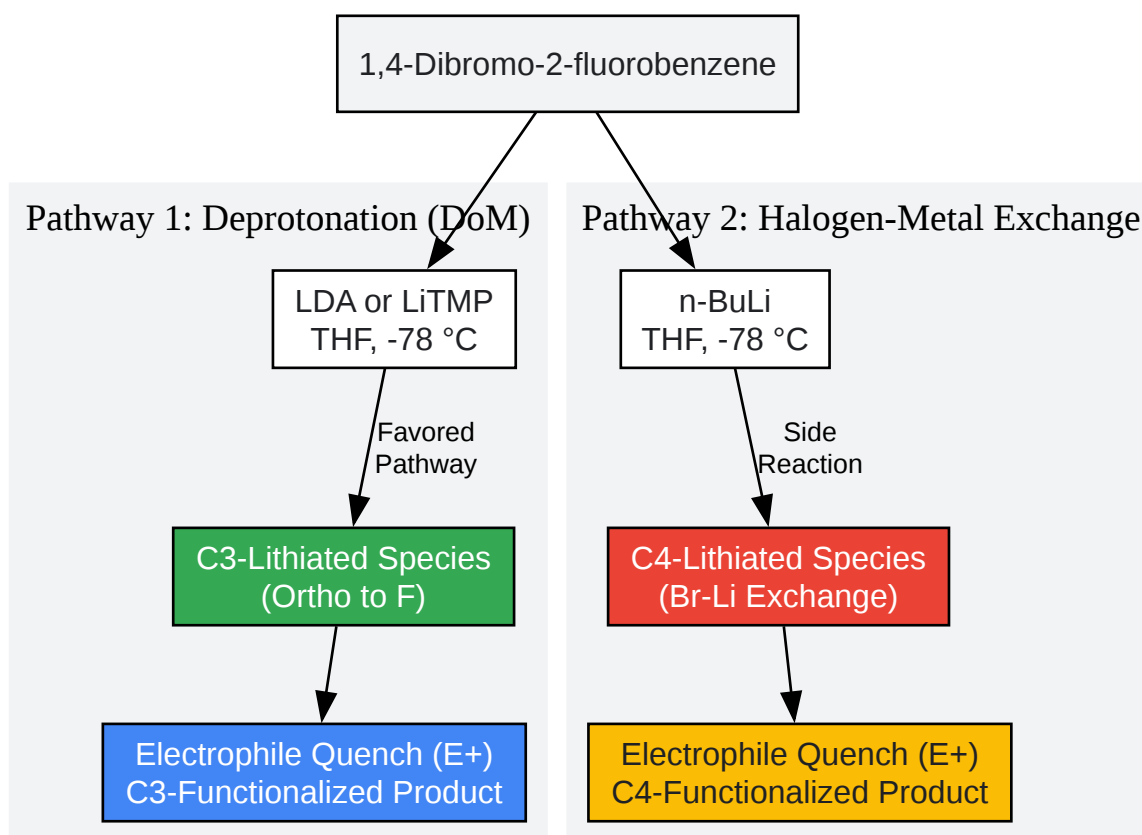 1,4-Dibromo-2-fluorobenzene
Pathway 1: Deprotonation (DoM)
LDA or LiTMP
THF, -78 °C
Favored
Pathway
C3-Lithiated Species
(Ortho to F)
Electrophile Quench (E+)
C3-Functionalized Product
Pathway 2: Halogen-Metal Exchange
n-BuLi
THF, -78 °C
Side
Reaction
C4-Lithiated Species
(Br-Li Exchange)
Electrophile Quench (E+)
C4-Functionalized Product